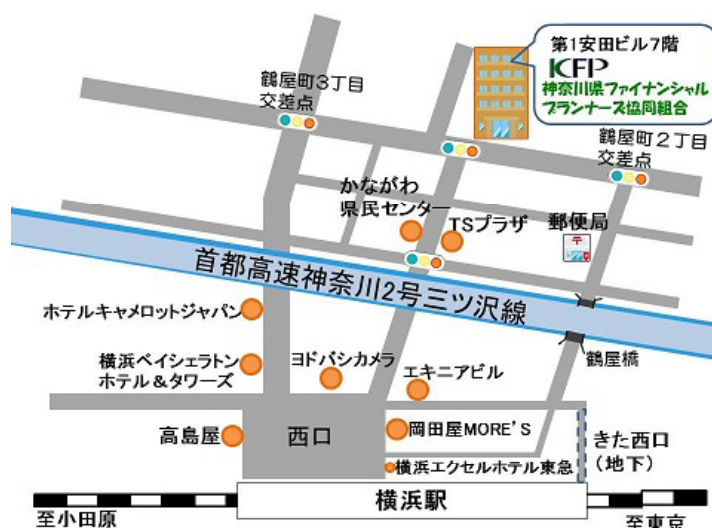 第1安田ビル7階
KFP
神奈川県ファイナンシャル
プランナーズ協同組合
鶴屋町3丁目
交差点
鶴屋町2丁目
交差点
かながわ
県民センター
TSプラザ
郵便局
首都高速神奈川2号三ツ沢線
ホテルキャメロットジャパン
鶴屋橋
横浜ベイシェラトン
ホテル&タワーズ
ヨドバシカメラ
エキニアビル
高島屋
西口
岡田屋MORE'S
きた西口
(地下)
横浜エクセルホテル東急
横浜駅
至小田原
至東京